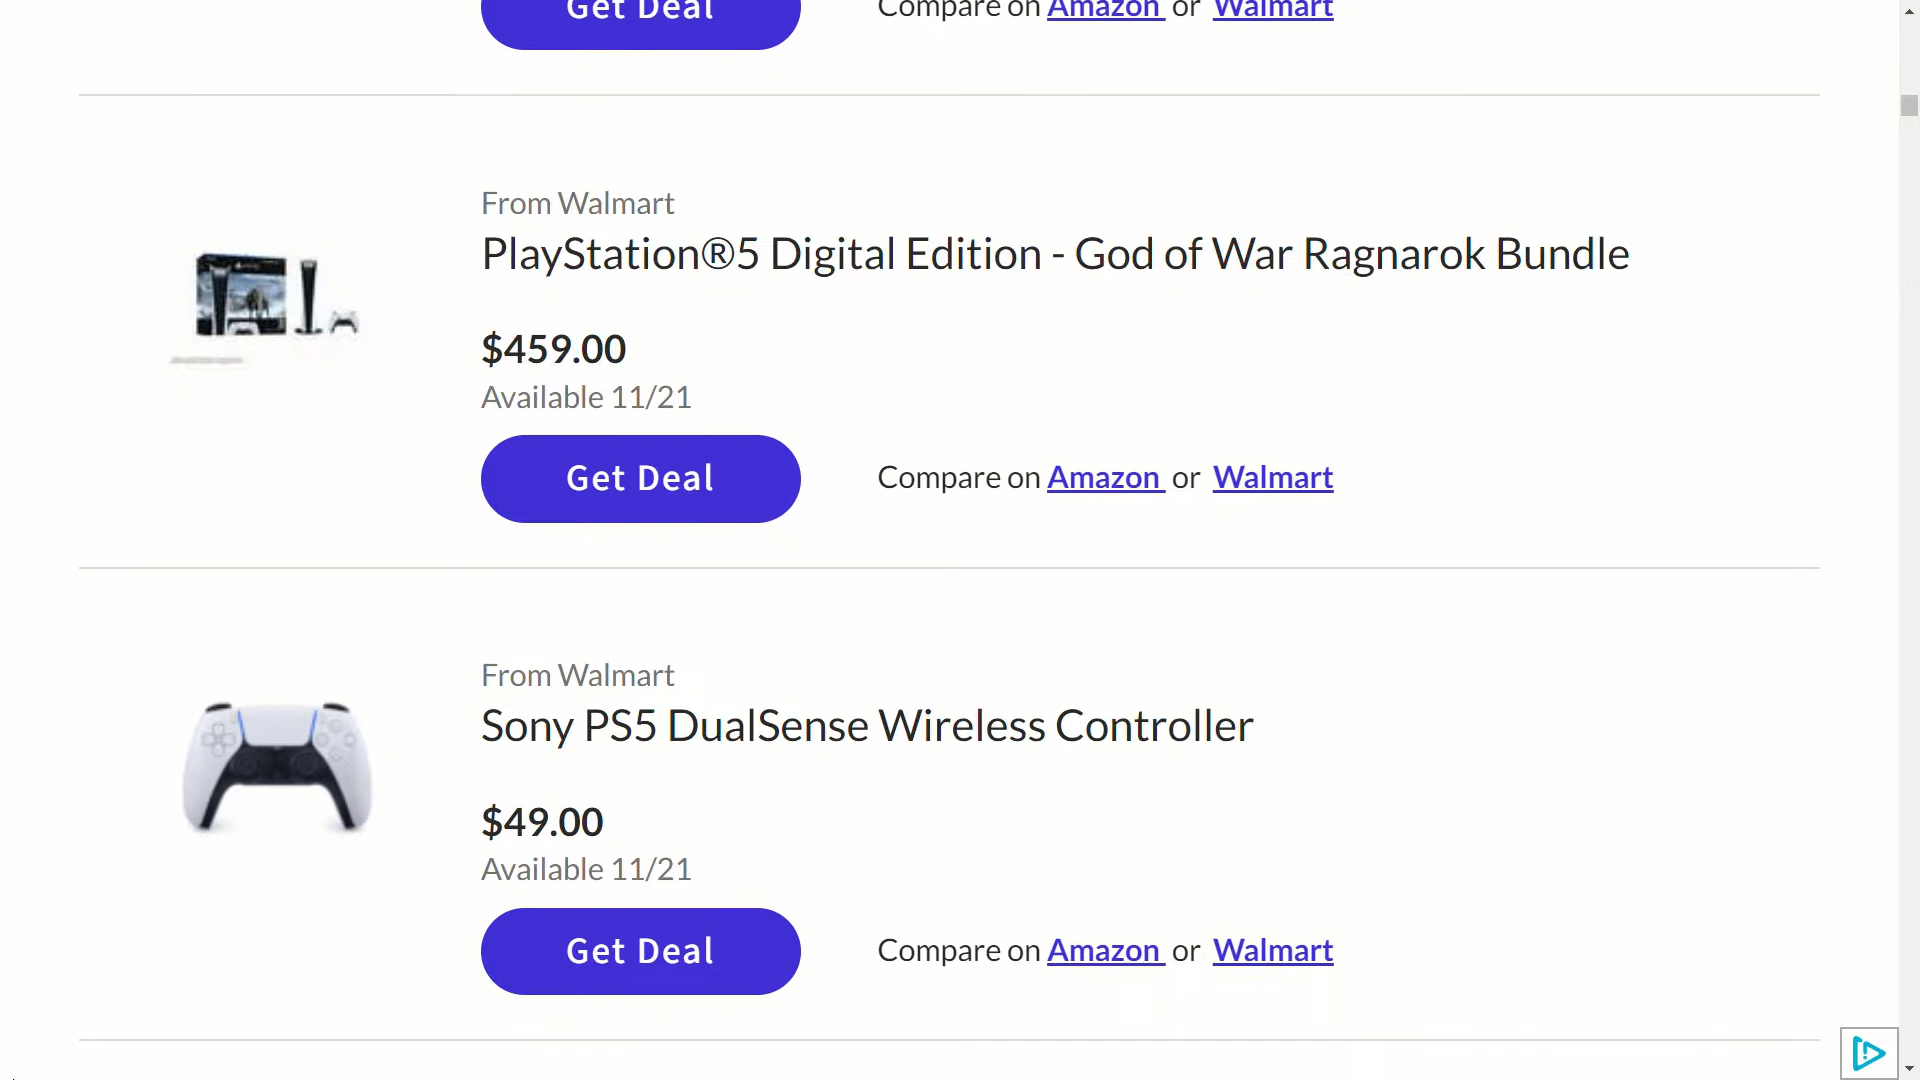 Get Deal
Compare on Amazon or Walmart
From Walmart
PlayStation®5 Digital Edition - God of War Ragnarok Bundle
$459.00
Available 11/21
Get Deal
Compare on Amazon or Walmart
From Walmart
Sony PS5 DualSense Wireless Controller
$49.00
Available 11/21
Get Deal
Compare on Amazon or Walmart